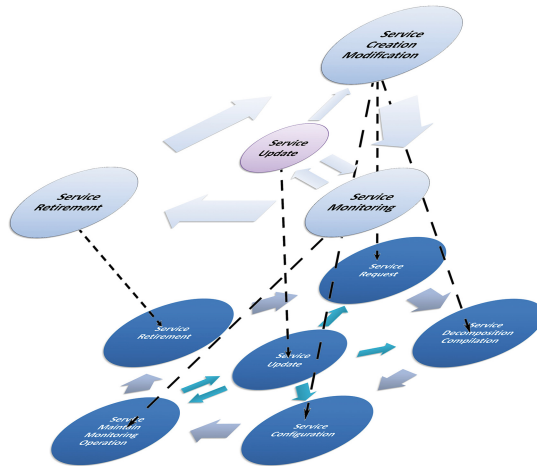 Service
Creation
Modification
Service
Update
Service
Retirement
Service
Monitoring
Service
Request
Service
Retirement
Service
Update
Service
Decomposition
Compilation
Service
Maintain
Monitoring
Operation
Service
Configuration